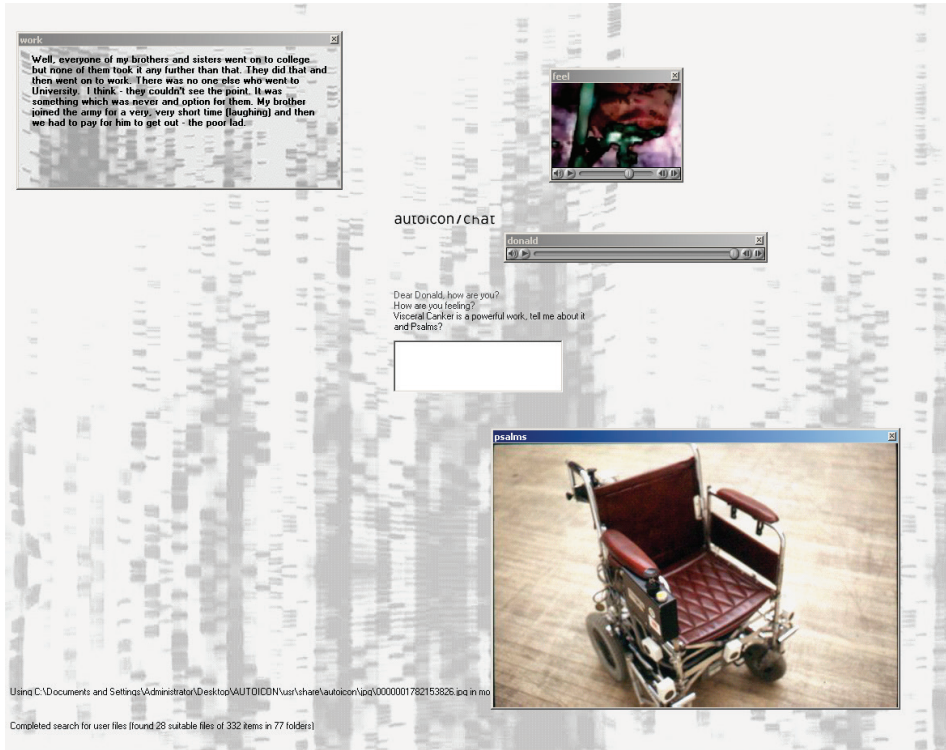 work
Well, everyone of my brothers and sisters went on to college
but none of them took it any further than that. They did that and
then went on to work. There was no one else who went to
University.  I think - they couldn't see the point. It was
something which was never and option for them. My brother
joined the army for a very, very short time (laughing) and then
we had to pay for him to get out - the poor lad.
feel
autoicon/chat
donald
Dear Donald, how are you?
How are you feeling?
Visceral Canker is a powerful work, tell me about it
and Psalms?
psalms
Using C:\Documents and Settings\Administrator\Desktop\AUTOICON\usr\share\autoicon\jpg\0000001782153826.jpg in mo
Completed search for user files (found 28 suitable files of 332 items in 77 folders)